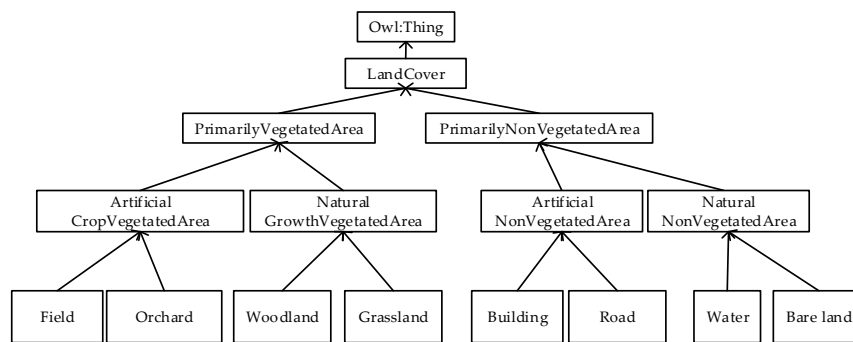 Owl:Thing
LandCover
PrimarilyVegetatedArea
PrimarilyNonVegetatedArea
Artificial
CropVegetatedArea
Natural
GrowthVegetatedArea
Artificial
NonVegetatedArea
Natural
NonVegetatedArea
Field
Orchard
Woodland
Grassland
Building
Road
Water
Bare land